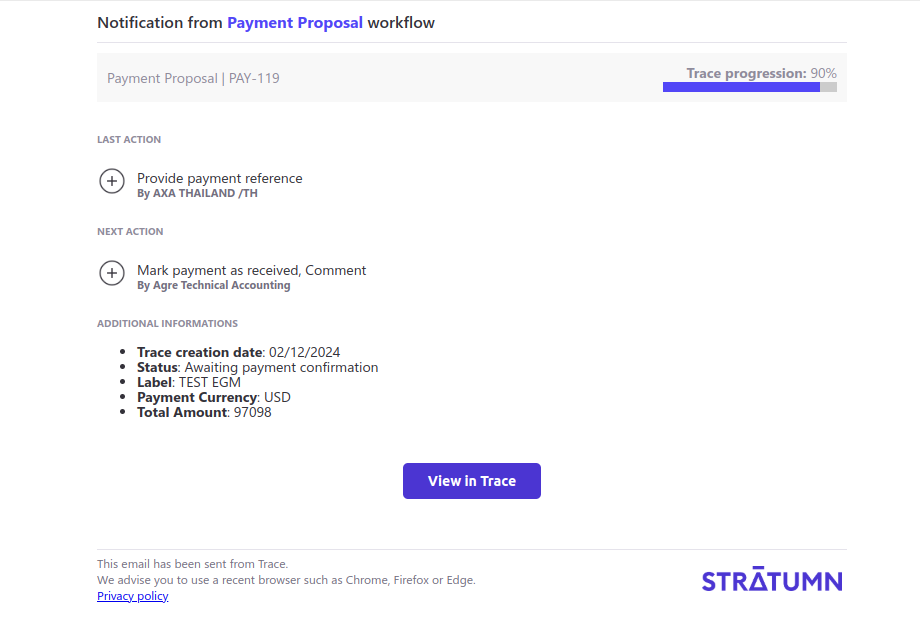 Notification from Payment Proposal workflow
Payment Proposal | PAY-119
Trace progression: 90%
LAST ACTION
Provide payment reference
By AXA THAILAND /TH
NEXT ACTION
Mark payment as received, Comment
By Agre Technical Accounting
ADDITIONAL INFORMATIONS
• Trace creation date: 02/12/2024
• Status: Awaiting payment confirmation
• Label: TEST EGM
• Payment Currency: USD
• Total Amount: 97098
View in Trace
This email has been sent from Trace.
We advise you to use a recent browser such as Chrome, Firefox or Edge.
Privacy policy
STRĀTUMN